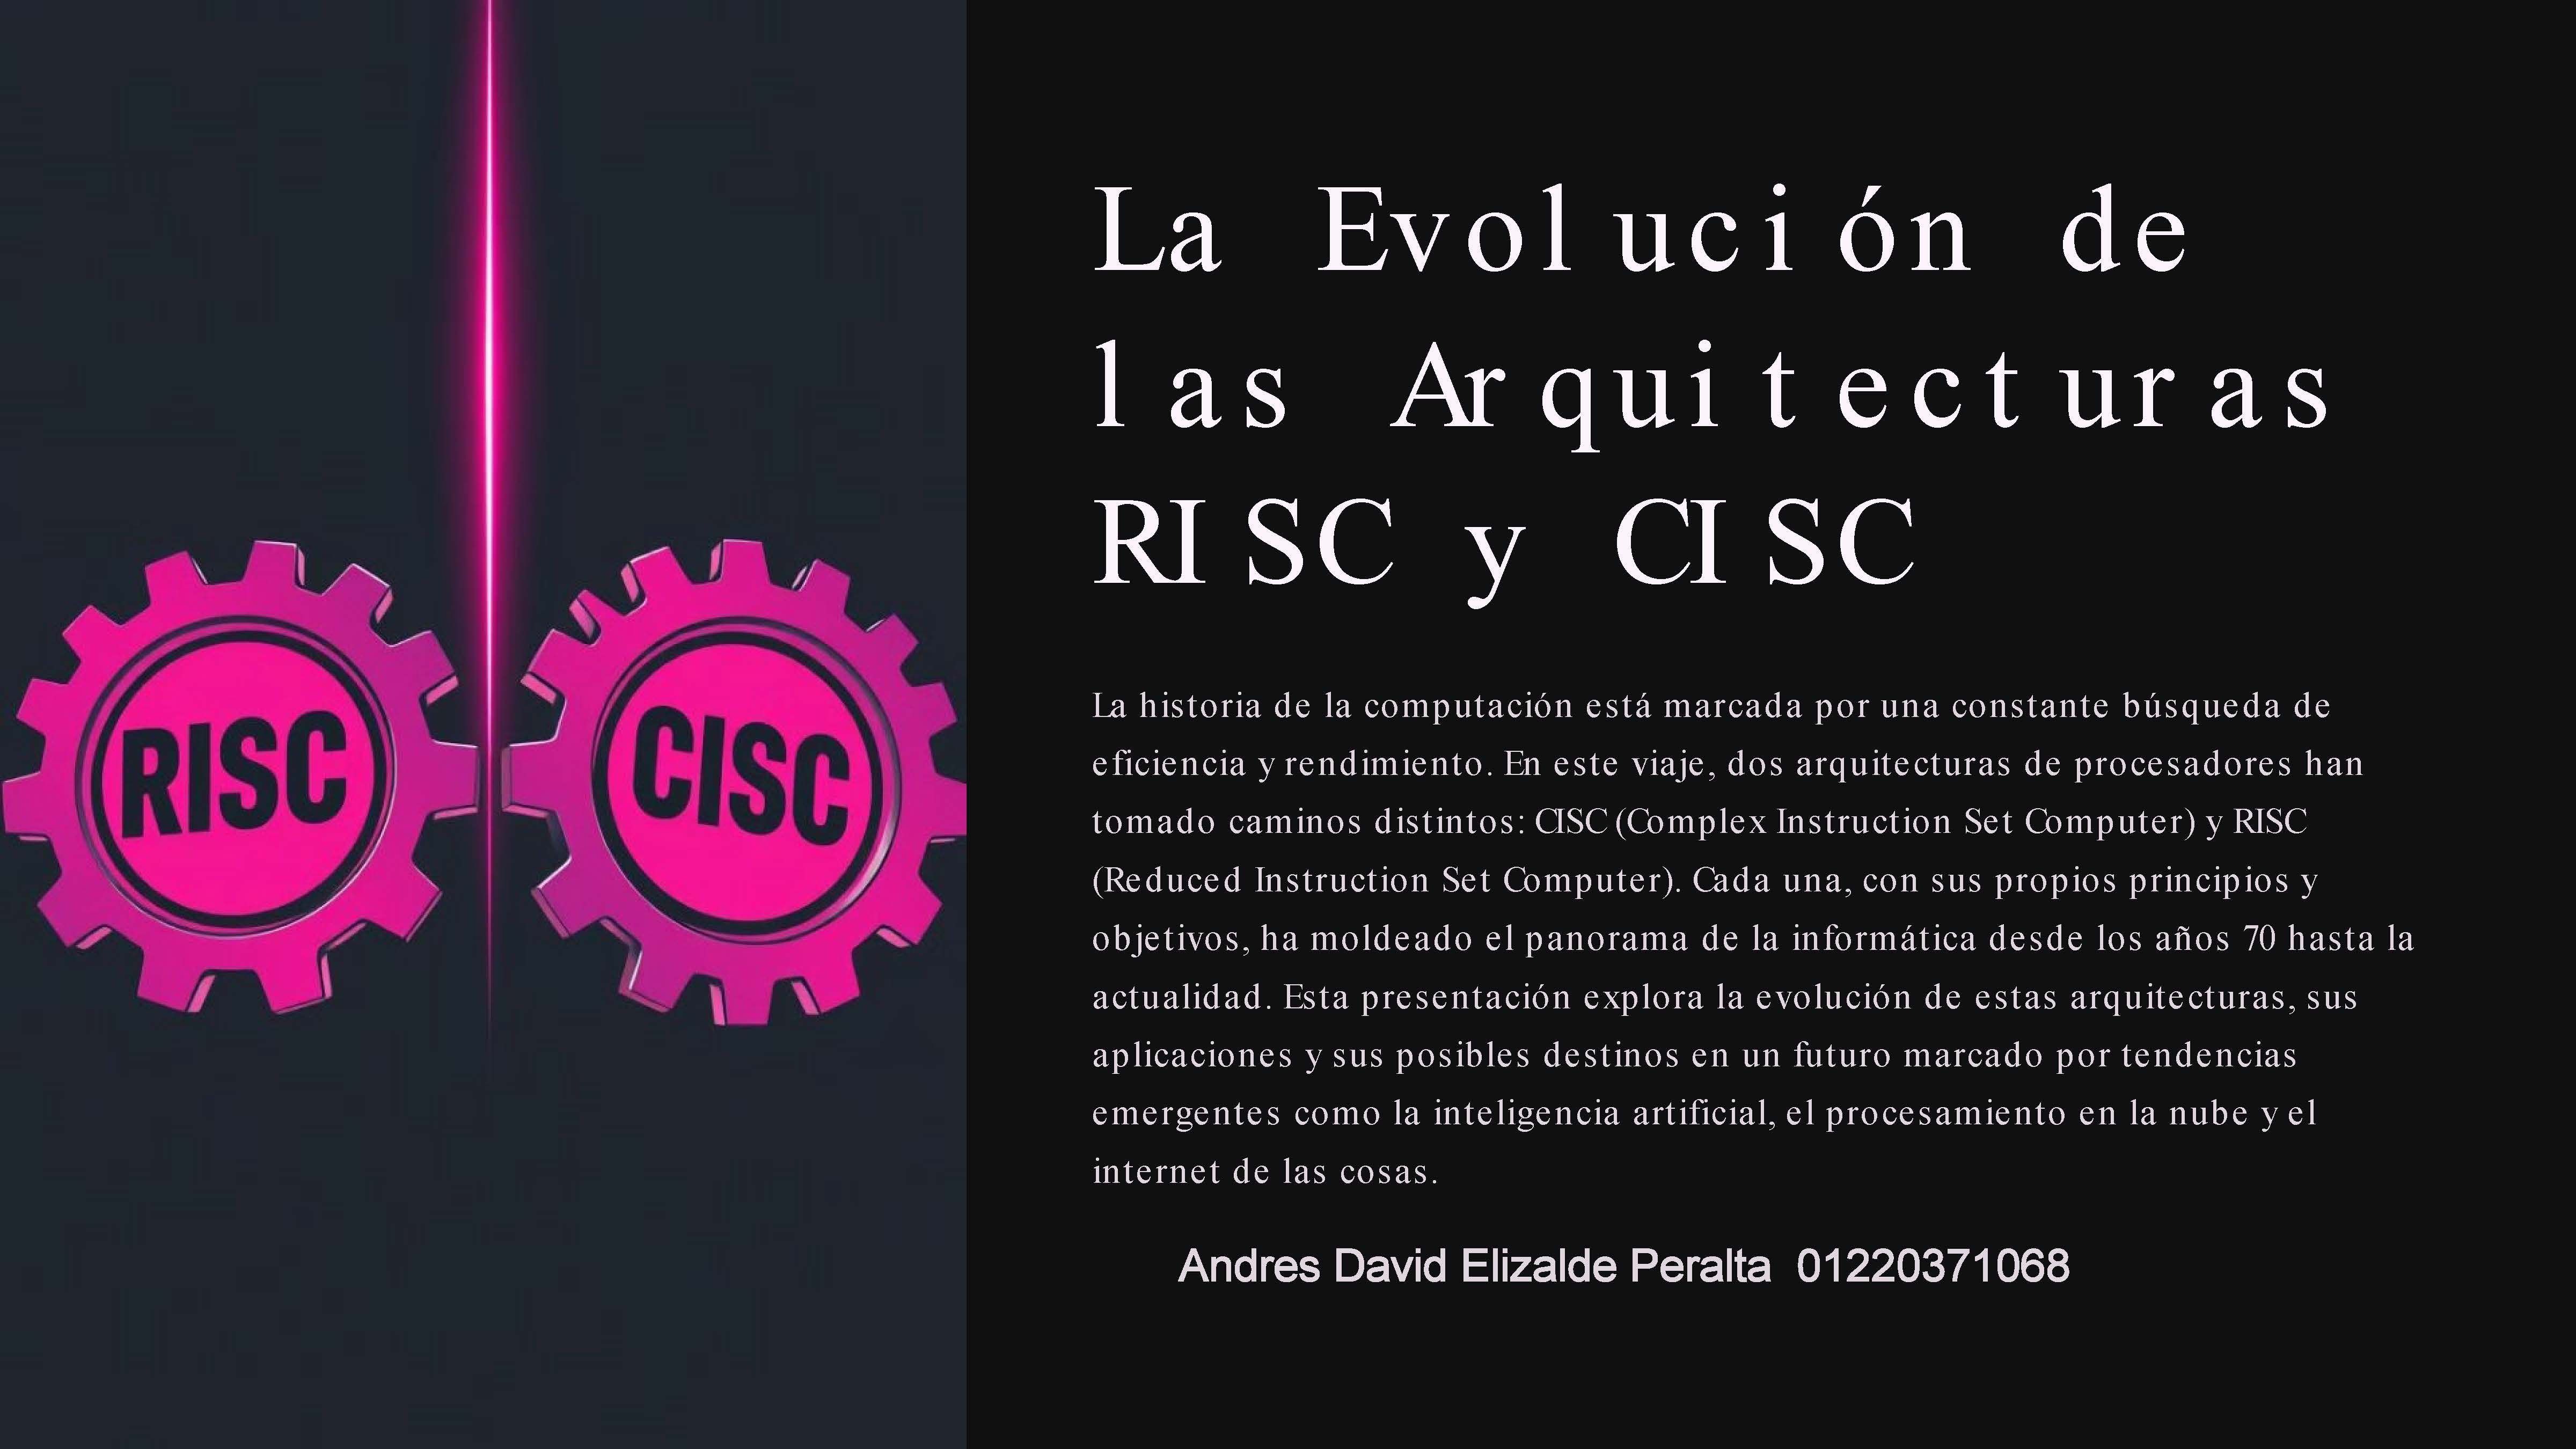 RISC
CISC
La Evolución de
las Arquitecturas
RISC y CISC
La historia de la computación está marcada por una constante búsqueda de
eficiencia y rendimiento. En este viaje, dos arquitecturas de procesadores han
tomado caminos distintos: CISC (Complex Instruction Set Computer) y RISC
(Reduced Instruction Set Computer). Cada una, con sus propios principios y
objetivos, ha moldeado el panorama de la informática desde los años 70 hasta la
actualidad. Esta presentación explora la evolución de estas arquitecturas, sus
aplicaciones y sus posibles destinos en un futuro marcado por tendencias
emergentes como la inteligencia artificial, el procesamiento en la nube y el
internet de las cosas.
Andres David Elizalde Peralta 01220371068